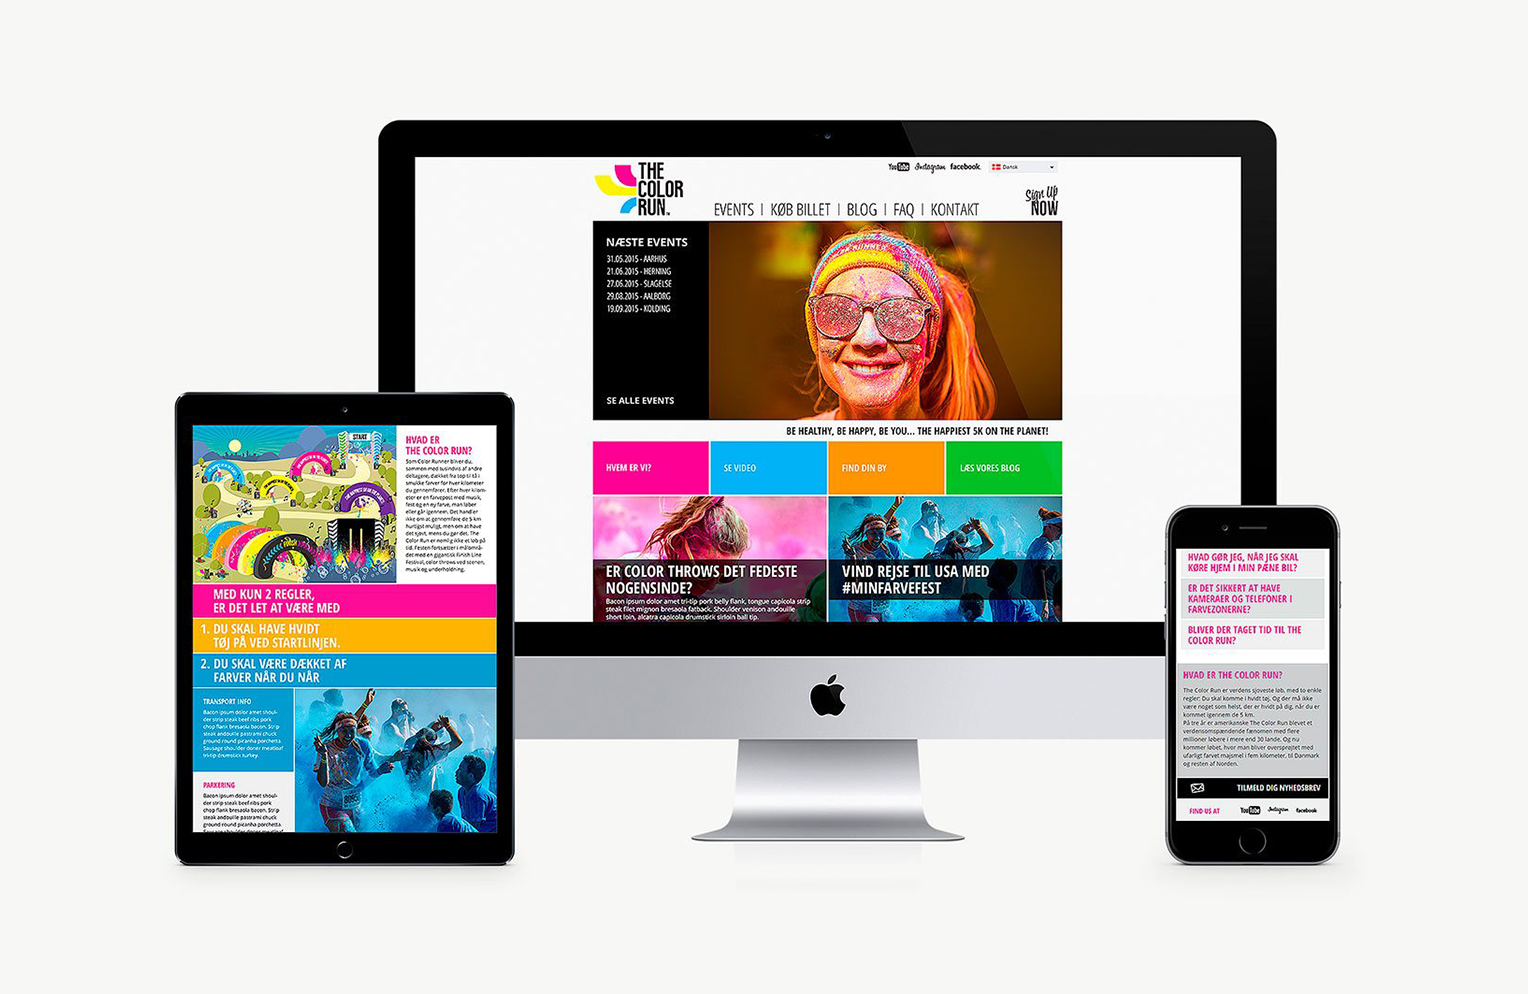 THE
COLOR
RUN™
YouTube Instagram facebook. Dansk
EVENTS | KØB BILLET | BLOG | FAQ | KONTAKT
Sign Up
NOW
NÆSTE EVENTS
31.05.2015 - AARHUS
21.06.2015 - HERNING
27.06.2015 - SLAGELSE
29.08.2015 - AALBORG
19.09.2015 - KOLDING
SE ALLE EVENTS
BE HEALTHY, BE HAPPY, BE YOU... THE HAPPIEST 5K ON THE PLANET!
HVEM ER VI?
SE VIDEO
FIND DIN BY
LÆS VORES BLOG
ER COLOR THROWS DET FEDESTE
NOGENSINDE?
Bacon ipsum dolor amet tri-tip pork belly flank, tongue capicola strip
steak filet mignon bresaola fatback. Shoulder venison andouille
short loin, alcatra capicola drumstick sirloin ball tip.
VIND REJSE TIL USA MED
#MINFARVEFEST
START
HVAD ER
THE COLOR RUN?
Som Color Runner bliver du,
sammen med tusindvis af andre
deltagere, dækket fra top til tå i
smukke farver for hver kilometer
du gennemfører. Efter hver kilom-
eter er en farvepost med musik,
fest og en ny farve, man løber
eller går igennem. Det handler
ikke om at gennemføre de 5 km
hurtigst muligt, men om at have
det sjovt, mens du gør det. The
Color Run er nemlig ikke et løb på
tid. Festen fortsætter i målområ-
det med en gigantisk Finish Line
Festival, color throws ved scenen,
musik og underholdning.
MED KUN 2 REGLER,
ER DET LET AT VÆRE MED
1. DU SKAL HAVE HVIDT
TØJ PÅ VED STARTLINJEN.
2. DU SKAL VÆRE DÆKKET AF
FARVER NÅR DU NÅR
TRANSPORT INFO
Bacon ipsum dolor amet shoul-
der strip steak beef ribs pork
chop flank bresaola bacon. Strip
steak andouille pastrami chuck
ground round picanha porchetta.
Sausage shoulder doner meatloaf
tri-tip drumstick turkey.
PARKERING
Bacon ipsum dolor amet shoul-
der strip steak beef ribs pork
chop flank bresaola bacon. Strip
steak andouille pastrami chuck
ground round picanha porchetta.
Sausage shoulder doner meatloaf
HVAD GØR JEG, NÅR JEG SKAL
KØRE HJEM I MIN PÆNE BIL?
ER DET SIKKERT AT HAVE
KAMERAER OG TELEFONER I
FARVEZONERNE?
BLIVER DER TAGET TID TIL THE
COLOR RUN?
HVAD ER THE COLOR RUN?
The Color Run er verdens sjoveste løb, med to enkle
regler: Du skal komme i hvidt tøj. Og der må ikke
være noget som helst, der er hvidt på dig, når du er
kommet igennem de 5 km.
På tre år er amerikanske The Color Run blevet et
verdensomspændende fænomen med flere
millioner løbere i mere end 30 lande. Og nu
kommer løbet, hvor man bliver oversprøjtet med
ufarligt farvet majsmel i fem kilometer, til Danmark
og resten af Norden.
TILMELD DIG NYHEDSBREV
FIND US AT YouTube Instagram facebook